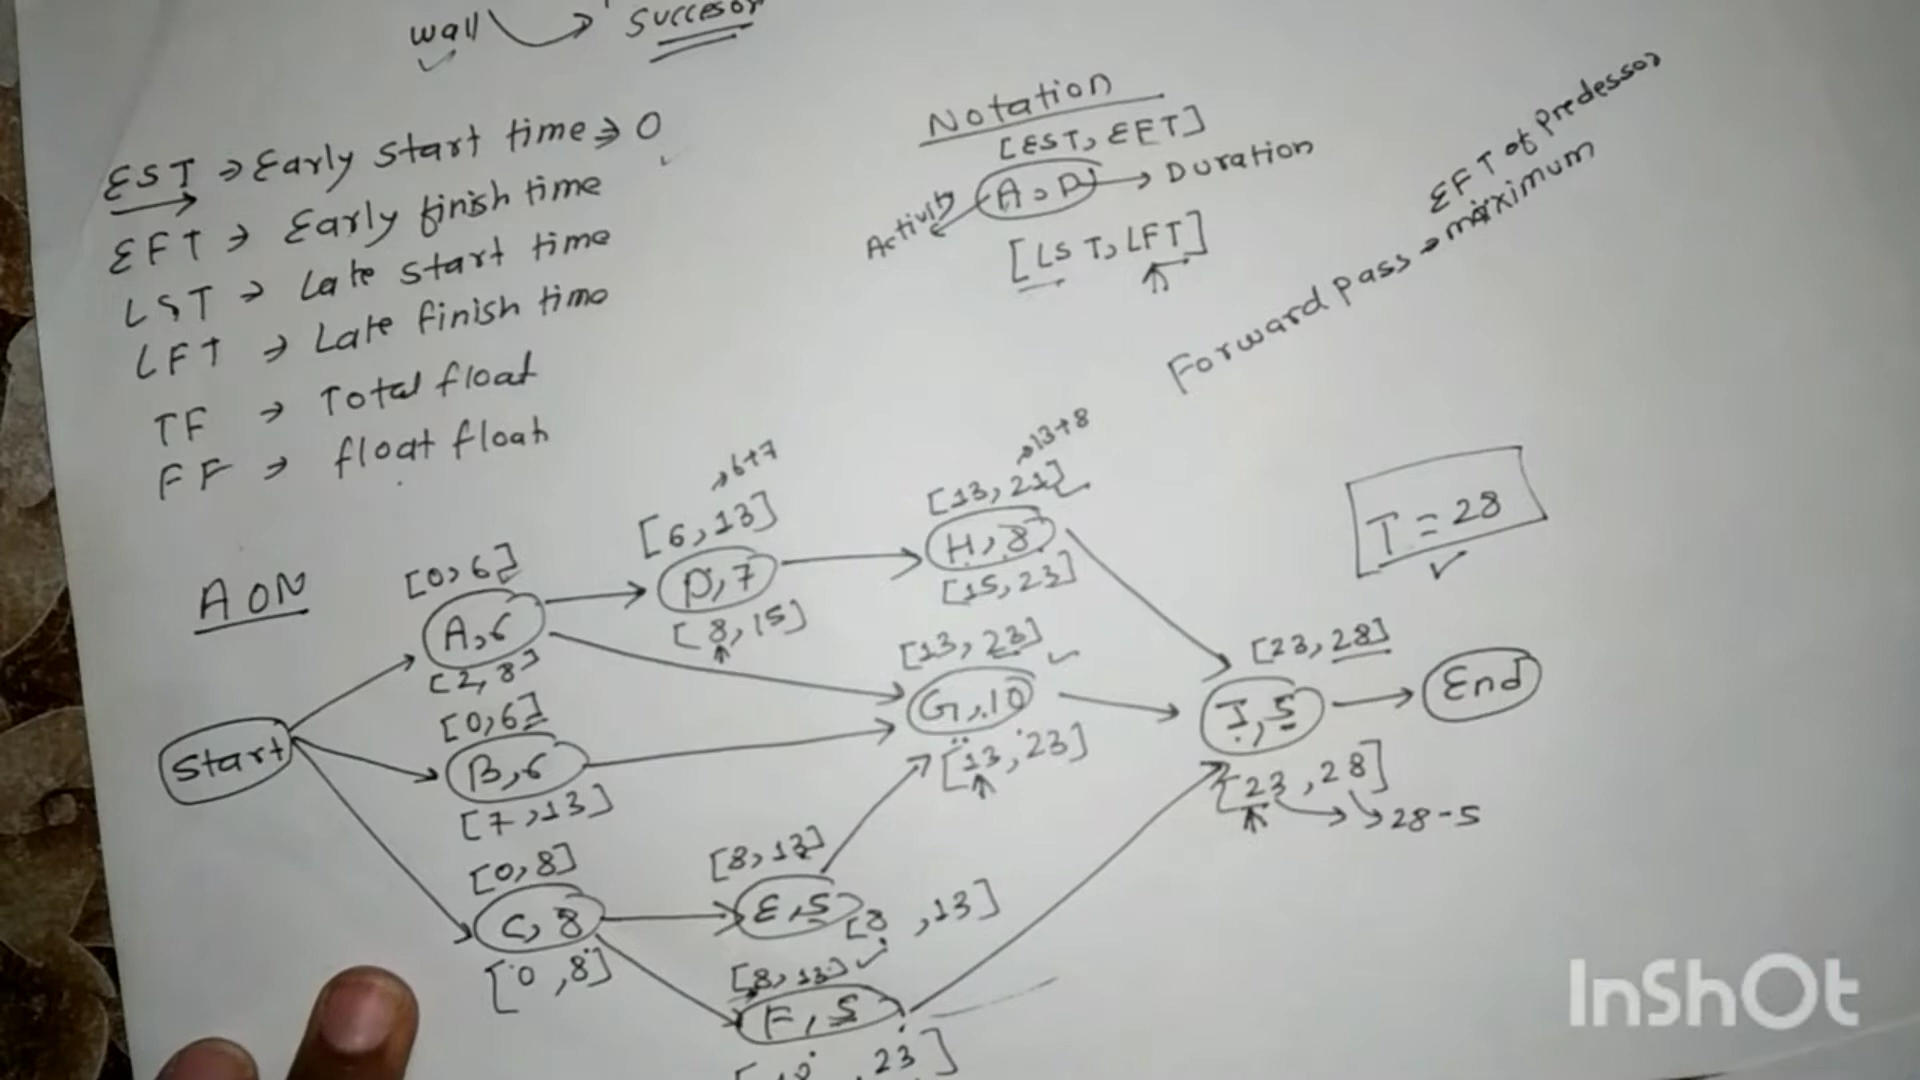 wall → Succesor
EST → Early start time → 0
EFT → Early finish time
LST → Late start time
LFT → Late finish time
TF → Total float
FF → float float
Notation
[EST, EFT]
Activity ← A, D → Duration
[LST, LFT]
EFT of Predessor
Forward pass → maximum
T = 28
AON
Start
[0, 6]
A, 6
[2, 8]
[0, 6]
B, 6
[7, 13]
[0, 8]
C, 8
[0, 8]
→ 6+7
[6, 13]
D, 7
[8, 15]
[8, 13]
E, 5
[8, 13]
[8, 13]
F, 5
, 23]
→ 13+8
[13, 21]
H, 8
[15, 23]
[13, 23]
G, 10
[13, 23]
[23, 28]
I, 5
[23, 28]
→ 28-5
End
InShOt